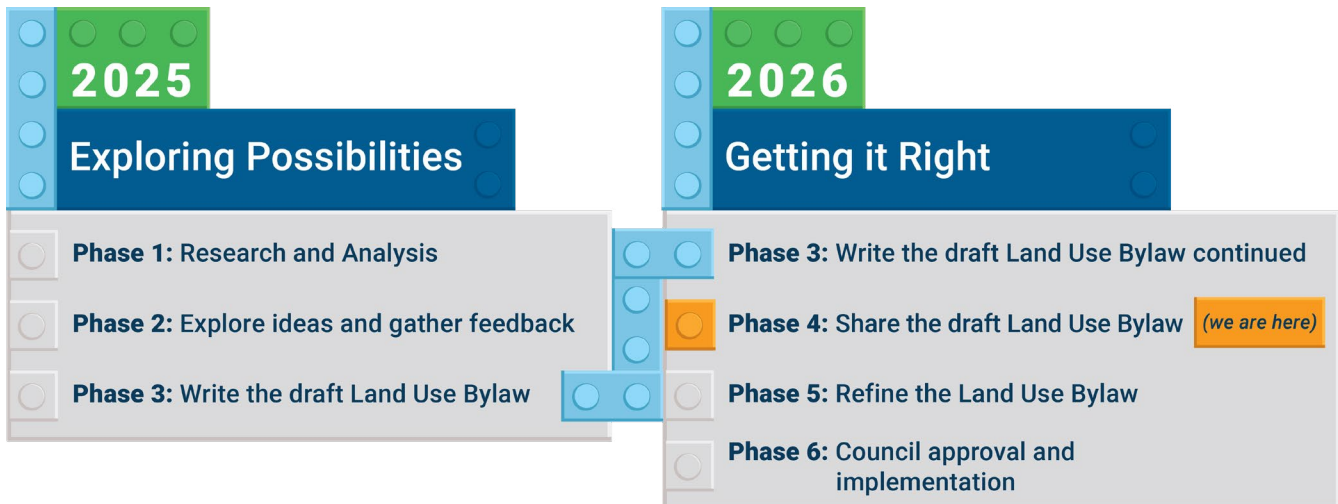 2025
Exploring Possibilities
Phase 1: Research and Analysis
Phase 2: Explore ideas and gather feedback
Phase 3: Write the draft Land Use Bylaw
2026
Getting it Right
Phase 3: Write the draft Land Use Bylaw continued
Phase 4: Share the draft Land Use Bylaw (we are here)
Phase 5: Refine the Land Use Bylaw
Phase 6: Council approval and
implementation